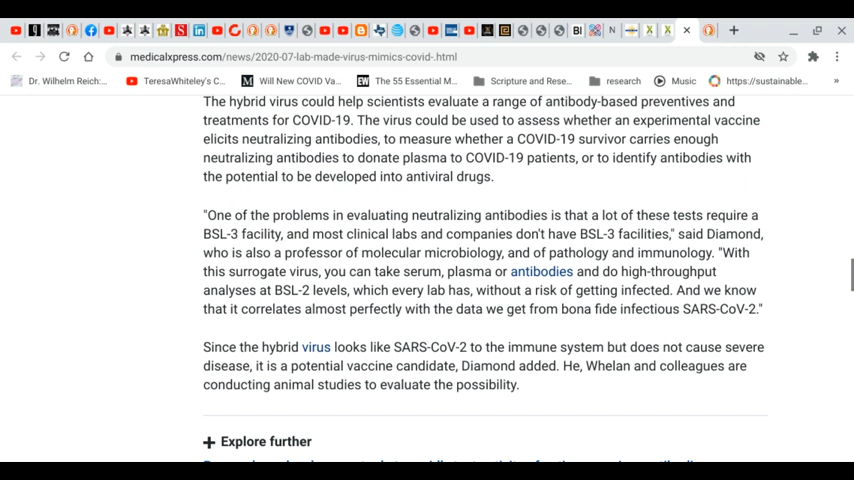 BI
N
X
X
medicalxpress.com/news/2020-07-lab-made-virus-mimics-covid-.html
Dr. Wilhelm Reich:... TeresaWhiteley's C... Will New COVID Va... The 55 Essential M... Scripture and Rese... research Music https://sustainable... »
The hybrid virus could help scientists evaluate a range of antibody-based preventives and
treatments for COVID-19. The virus could be used to assess whether an experimental vaccine
elicits neutralizing antibodies, to measure whether a COVID-19 survivor carries enough
neutralizing antibodies to donate plasma to COVID-19 patients, or to identify antibodies with
the potential to be developed into antiviral drugs.
"One of the problems in evaluating neutralizing antibodies is that a lot of these tests require a
BSL-3 facility, and most clinical labs and companies don't have BSL-3 facilities," said Diamond,
who is also a professor of molecular microbiology, and of pathology and immunology. "With
this surrogate virus, you can take serum, plasma or antibodies and do high-throughput
analyses at BSL-2 levels, which every lab has, without a risk of getting infected. And we know
that it correlates almost perfectly with the data we get from bona fide infectious SARS-CoV-2."
Since the hybrid virus looks like SARS-CoV-2 to the immune system but does not cause severe
disease, it is a potential vaccine candidate, Diamond added. He, Whelan and colleagues are
conducting animal studies to evaluate the possibility.
Explore further